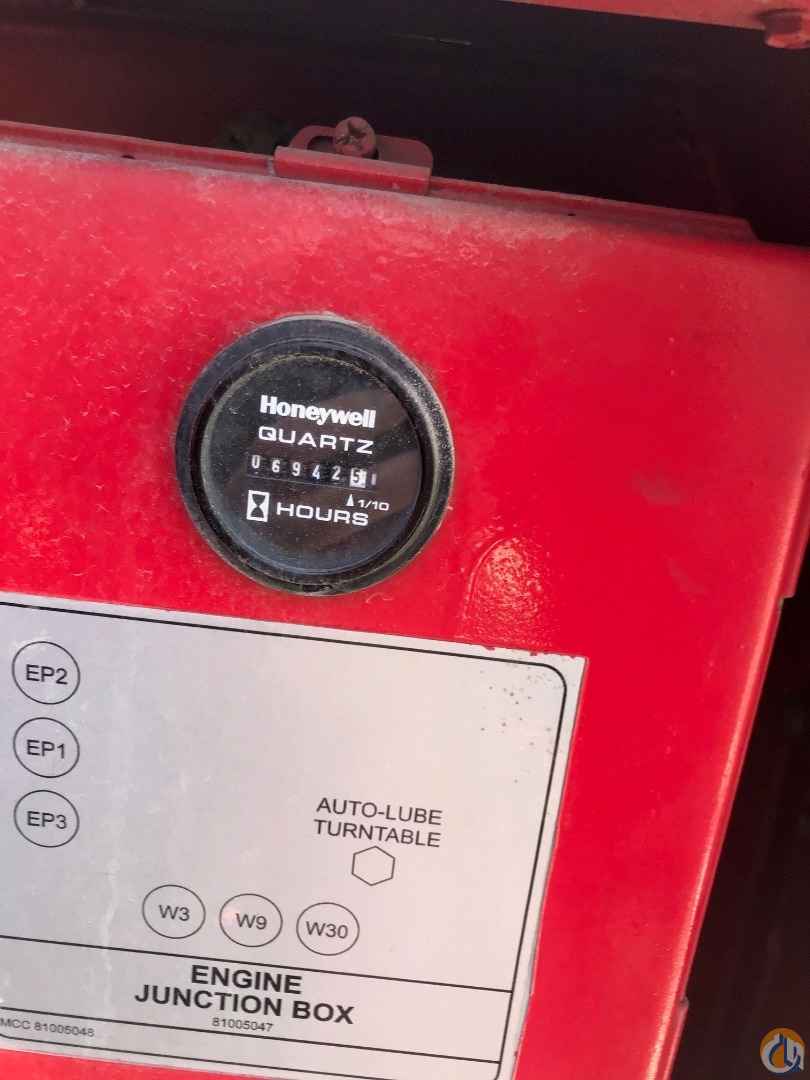 Honeywell
QUARTZ
069425
1/10
HOURS
EP2
EP1
EP3
AUTO-LUBE
TURNTABLE
W3 W9 W30
ENGINE
JUNCTION BOX
MCC 81005048
81005047